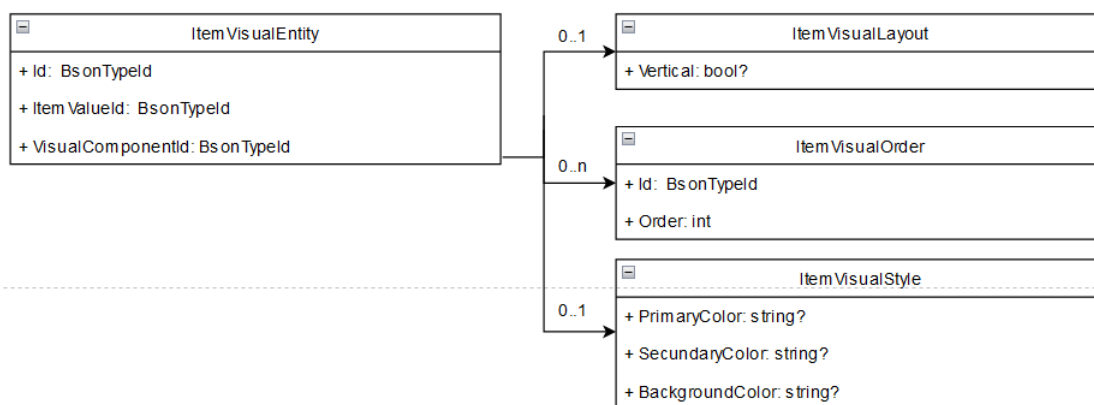 ItemVisualEntity
+ Id: BsonTypeId
+ ItemValueId: BsonTypeId
+ VisualComponentId: BsonTypeId
0..1
ItemVisualLayout
+ Vertical: bool?
0..n
ItemVisualOrder
+ Id: BsonTypeId
+ Order: int
0..1
ItemVisualStyle
+ PrimaryColor: string?
+ SecundaryColor: string?
+ BackgroundColor: string?